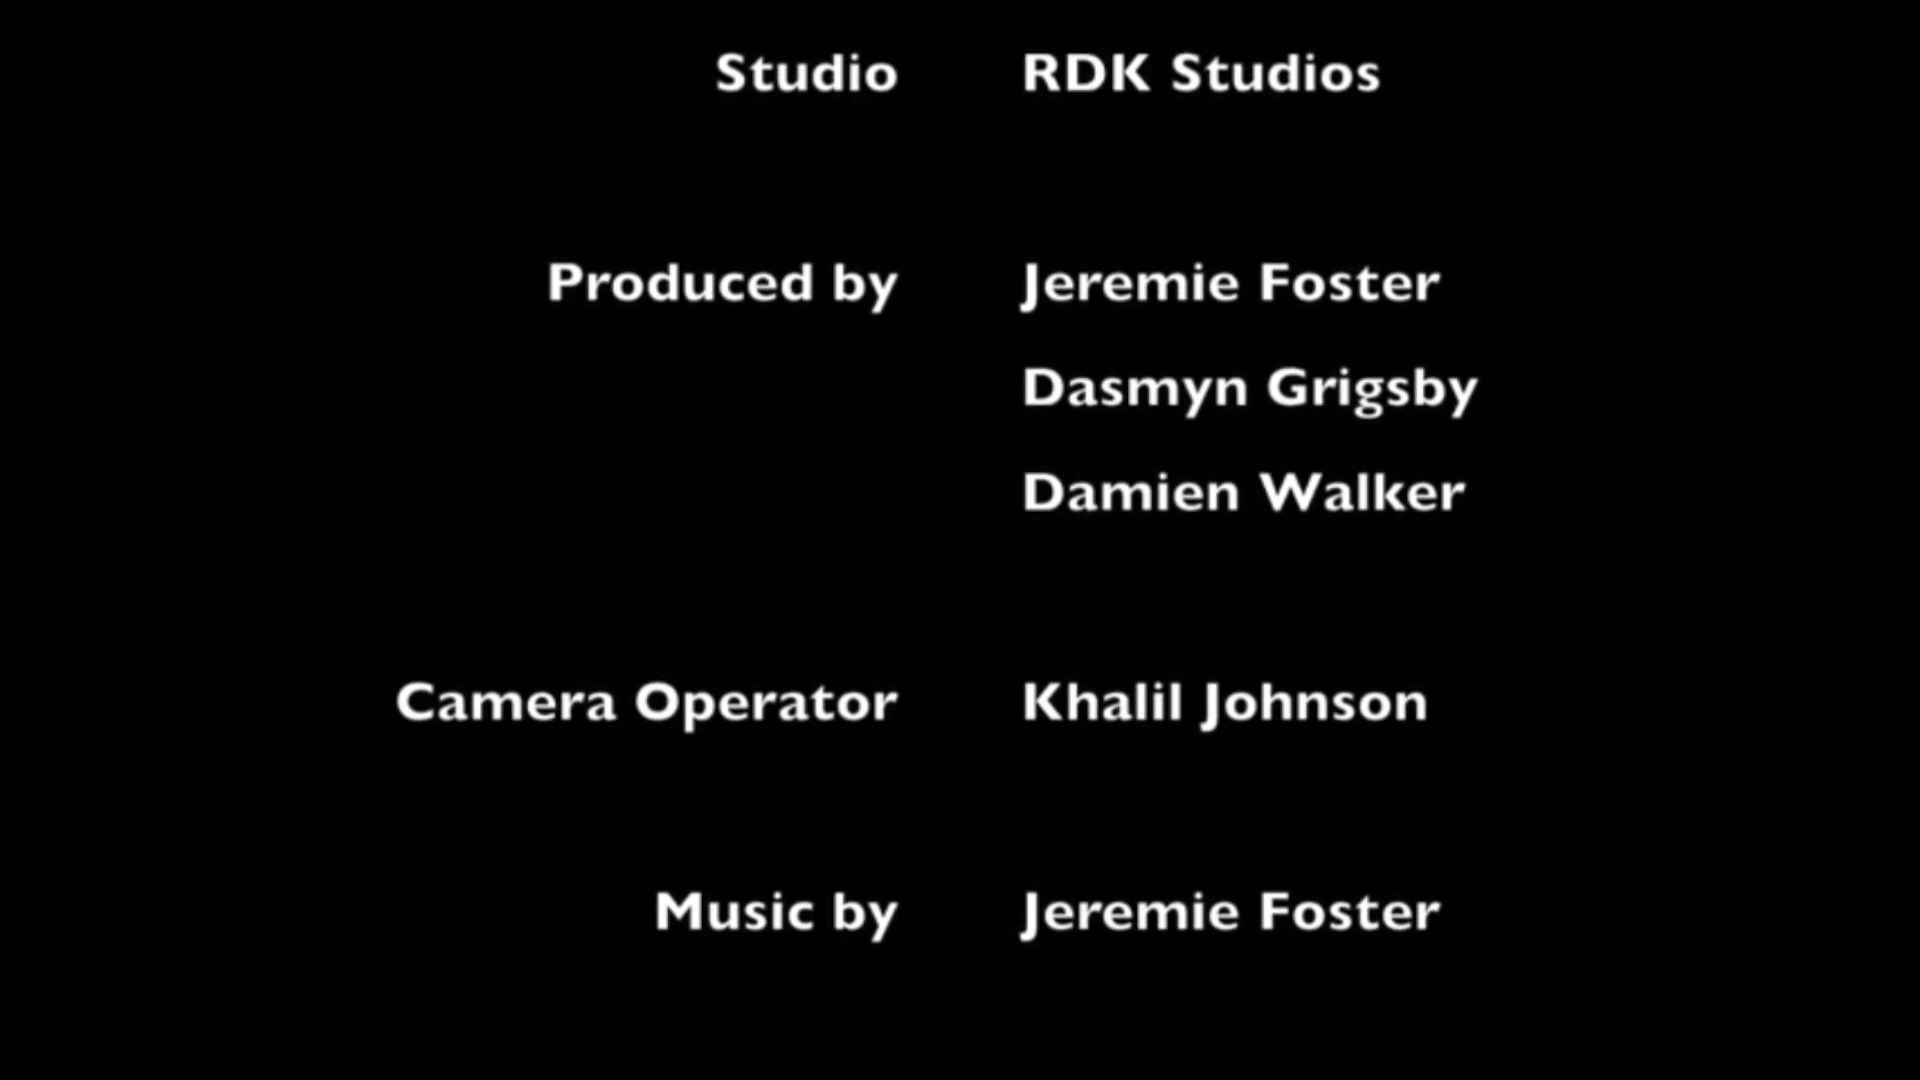 Studio RDK Studios
Produced by Jeremie Foster
Dasmyn Grigsby
Damien Walker
Camera Operator Khalil Johnson
Music by Jeremie Foster